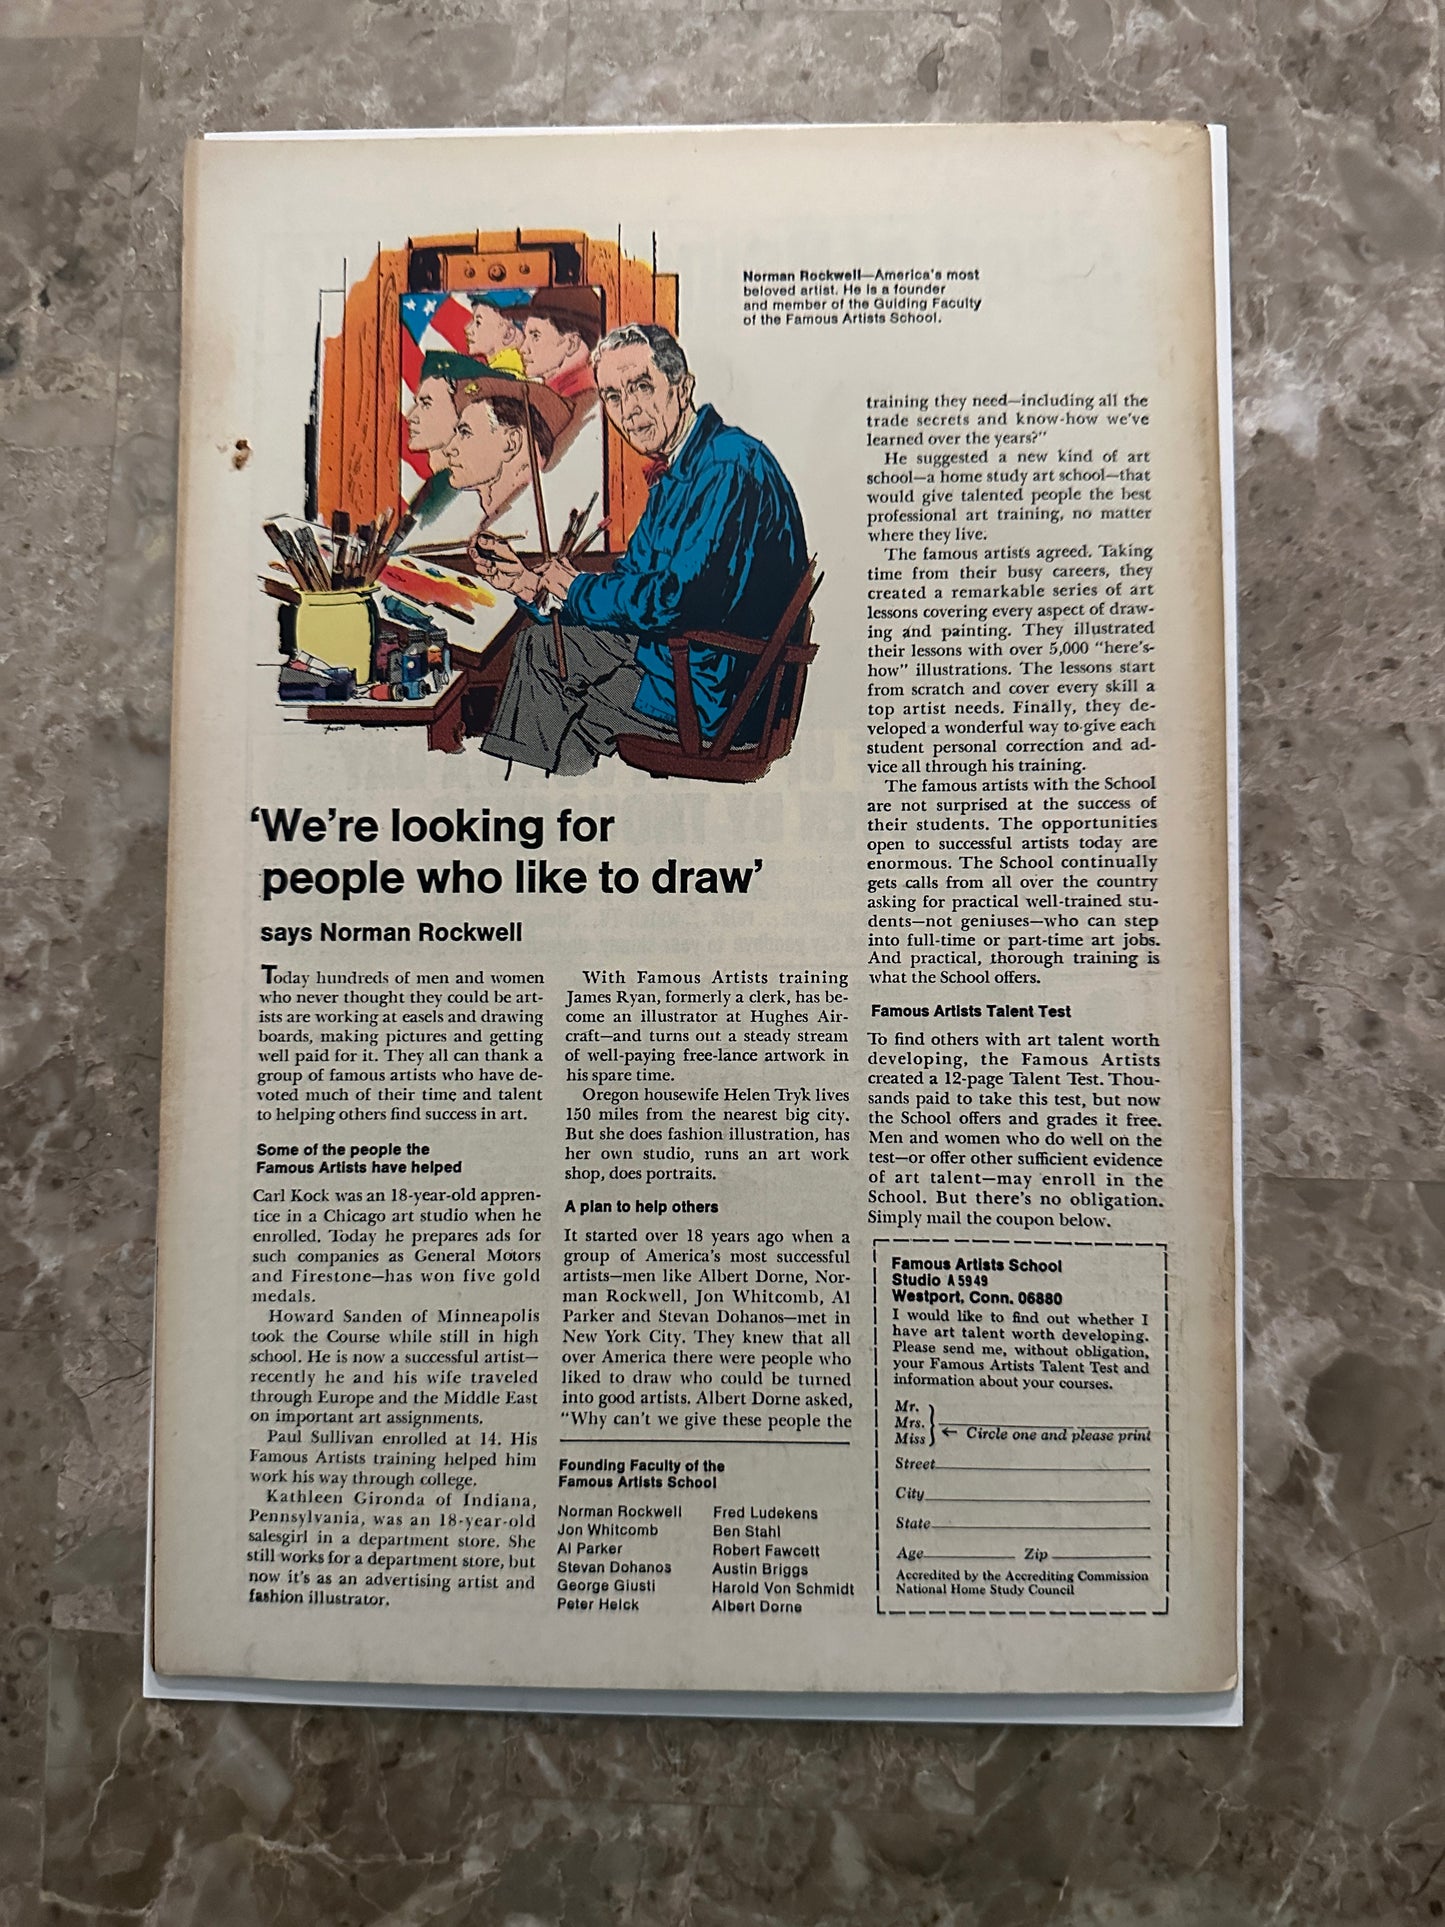 Norman Rockwell—America's most
beloved artist. He is a founder
and member of the Guiding Faculty
of the Famous Artists School.
'We're looking for
people who like to draw'
says Norman Rockwell
Today hundreds of men and women
who never thought they could be art-
ists are working at easels and drawing
boards, making pictures and getting
well paid for it. They all can thank a
group of famous artists who have de-
voted much of their time and talent
to helping others find success in art.
Some of the people the
Famous Artists have helped
Carl Kock was an 18-year-old appren-
tice in a Chicago art studio when he
enrolled. Today he prepares ads for
such companies as General Motors
and Firestone—has won five gold
medals.
Howard Sanden of Minneapolis
took the Course while still in high
school. He is now a successful artist—
recently he and his wife traveled
through Europe and the Middle East
on important art assignments.
Paul Sullivan enrolled at 14. His
Famous Artists training helped him
work his way through college.
Kathleen Gironda of Indiana,
Pennsylvania, was an 18-year-old
salesgirl in a department store. She
still works for a department store, but
now it's as an advertising artist and
fashion illustrator.
With Famous Artists training
James Ryan, formerly a clerk, has be-
come an illustrator at Hughes Air-
craft—and turns out a steady stream
of well-paying free-lance artwork in
his spare time.
Oregon housewife Helen Tryk lives
150 miles from the nearest big city.
But she does fashion illustration, has
her own studio, runs an art work
shop, does portraits.
A plan to help others
It started over 18 years ago when a
group of America's most successful
artists—men like Albert Dorne, Nor-
man Rockwell, Jon Whitcomb, Al
Parker and Stevan Dohanos—met in
New York City. They knew that all
over America there were people who
liked to draw who could be turned
into good artists. Albert Dorne asked,
"Why can't we give these people the
training they need—including all the
trade secrets and know-how we've
learned over the years?"
He suggested a new kind of art
school—a home study art school—that
would give talented people the best
professional art training, no matter
where they live.
The famous artists agreed. Taking
time from their busy careers, they
created a remarkable series of art
lessons covering every aspect of draw-
ing and painting. They illustrated
their lessons with over 5,000 "here's-
how" illustrations. The lessons start
from scratch and cover every skill a
top artist needs. Finally, they de-
veloped a wonderful way to give each
student personal correction and ad-
vice all through his training.
The famous artists with the School
are not surprised at the success of
their students. The opportunities
open to successful artists today are
enormous. The School continually
gets calls from all over the country
asking for practical well-trained stu-
dents—not geniuses—who can step
into full-time or part-time art jobs.
And practical, thorough training is
what the School offers.
Famous Artists Talent Test
To find others with art talent worth
developing, the Famous Artists
created a 12-page Talent Test. Thou-
sands paid to take this test, but now
the School offers and grades it free.
Men and women who do well on the
test—or offer other sufficient evidence
of art talent—may enroll in the
School. But there's no obligation.
Simply mail the coupon below.
Founding Faculty of the
Famous Artists School
Norman Rockwell
Jon Whitcomb
Al Parker
Stevan Dohanos
George Giusti
Peter Helck
Fred Ludekens
Ben Stahl
Robert Fawcett
Austin Briggs
Harold Von Schmidt
Albert Dorne
Famous Artists School
Studio A5949
Westport, Conn. 06880
I would like to find out whether I
have art talent worth developing.
Please send me, without obligation,
your Famous Artists Talent Test and
information about your courses.
Mr.
Mrs.
Miss ← Circle one and please print
Street
City
State
Age Zip
Accredited by the Accrediting Commission
National Home Study Council